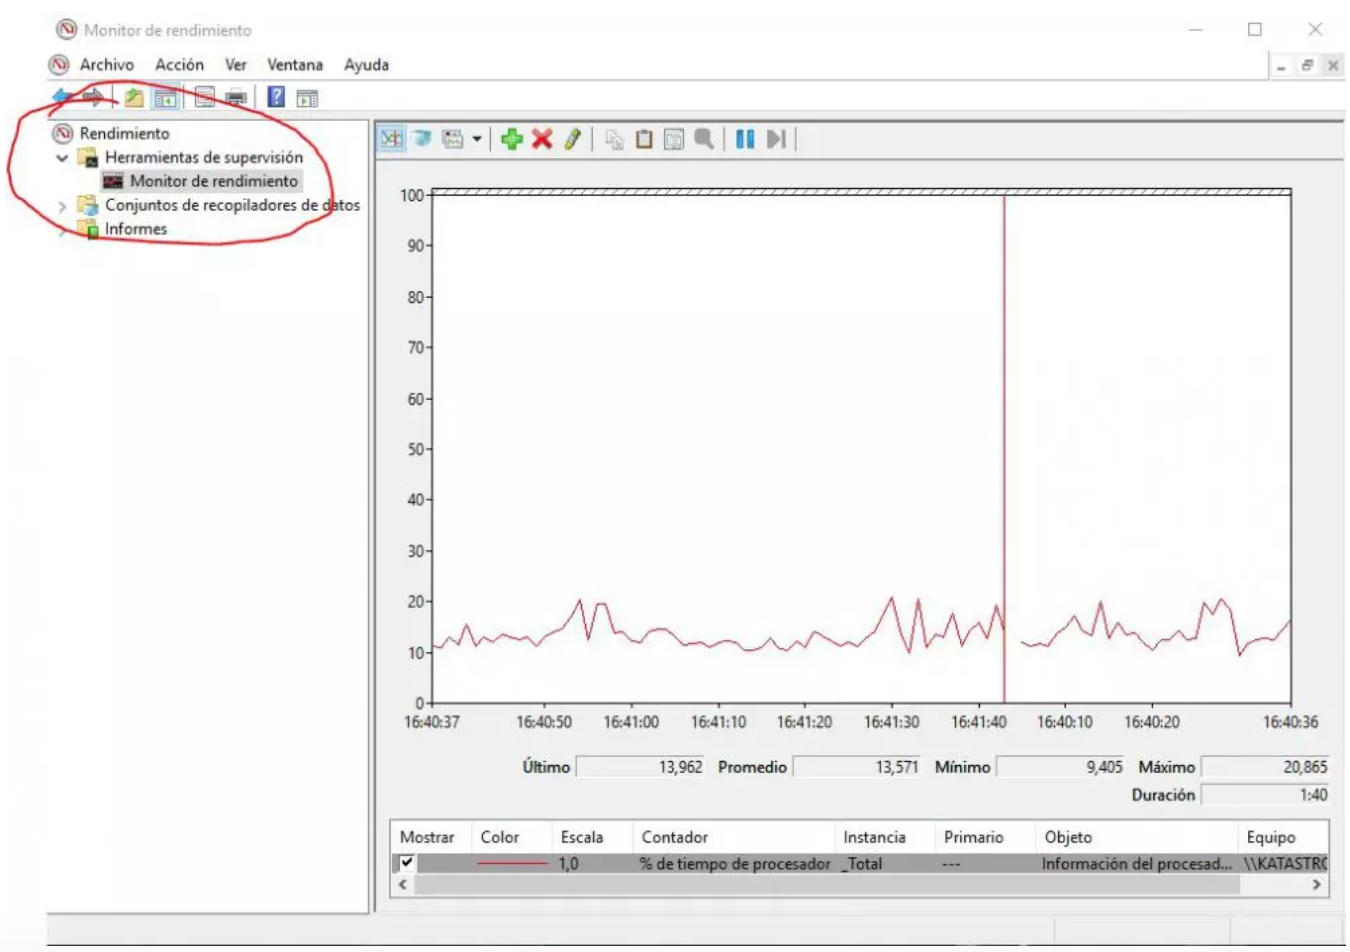 Monitor de rendimiento
Archivo Acción Ver Ventana Ayuda
Rendimiento
Herramientas de supervisión
Monitor de rendimiento
Conjuntos de recopiladores de datos
Informes
100
90
80
70
60
50
40
30
20
10
0
16:40:37 16:40:50 16:41:00 16:41:10 16:41:20 16:41:30 16:41:40 16:40:10 16:40:20 16:40:36
Último 13,962 Promedio 13,571 Mínimo 9,405 Máximo 20,865
Duración 1:40
Mostrar Color Escala Contador Instancia Primario Objeto Equipo
1,0 % de tiempo de procesador _Total --- Información del procesad... \\KATASTRO